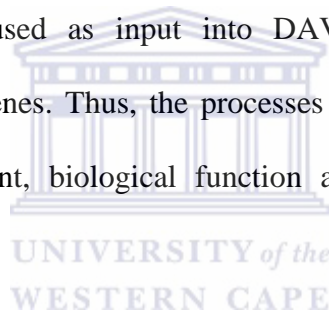 used as input into DAV
enes. Thus, the processes
nt, biological function a
UNIVERSITY of the
WESTERN CAPE